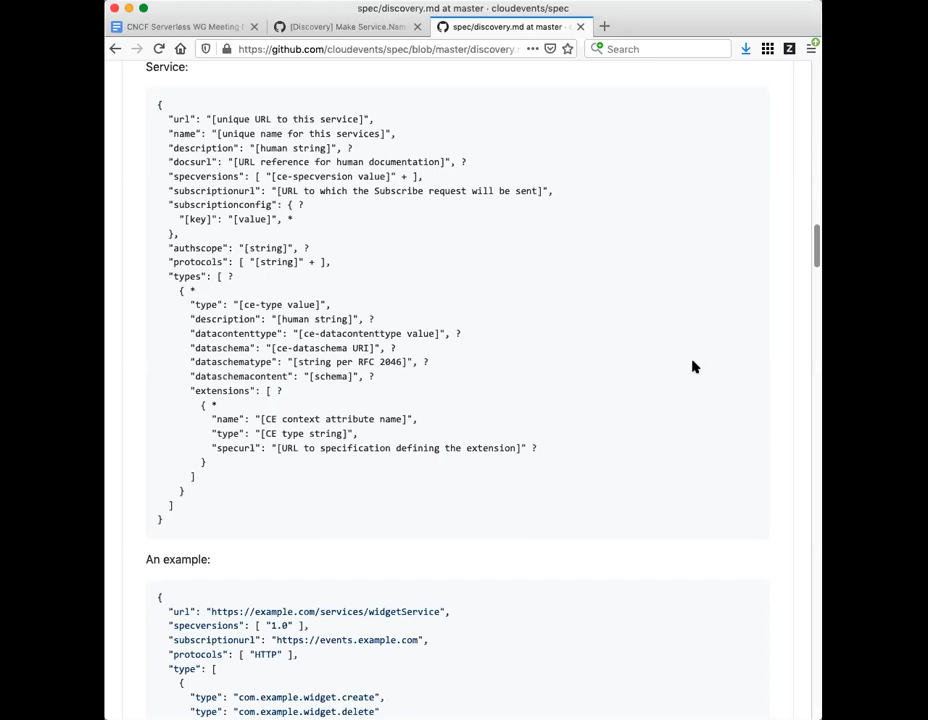 spec/discovery.md at master · cloudevents/spec
CNCF Serverless WG Meeting
[Discovery] Make Service.Nam
spec/discovery.md at master ·
https://github.com/cloudevents/spec/blob/master/discovery.
Search
Service:
{
"url": "[unique URL to this service]",
"name": "[unique name for this services]",
"description": "[human string]", ?
"docsurl": "[URL reference for human documentation]", ?
"specversions": [ "[ce-specversion value]" + ],
"subscriptionurl": "[URL to which the Subscribe request will be sent]",
"subscriptionconfig": { ?
"[key]": "[value]", *
},
"authscope": "[string]", ?
"protocols": [ "[string]" + ],
"types": [ ?
{ *
"type": "[ce-type value]",
"description": "[human string]", ?
"datacontenttype": "[ce-datacontenttype value]", ?
"dataschema": "[ce-dataschema URI]", ?
"dataschematype": "[string per RFC 2046]", ?
"dataschemacontent": "[schema]", ?
"extensions": [ ?
{ *
"name": "[CE context attribute name]",
"type": "[CE type string]",
"specurl": "[URL to specification defining the extension]" ?
}
]
}
]
}
An example:
{
"url": "https://example.com/services/widgetService",
"specversions": [ "1.0" ],
"subscriptionurl": "https://events.example.com",
"protocols": [ "HTTP" ],
"type": [
{
"type": "com.example.widget.create",
"type": "com.example.widget.delete"